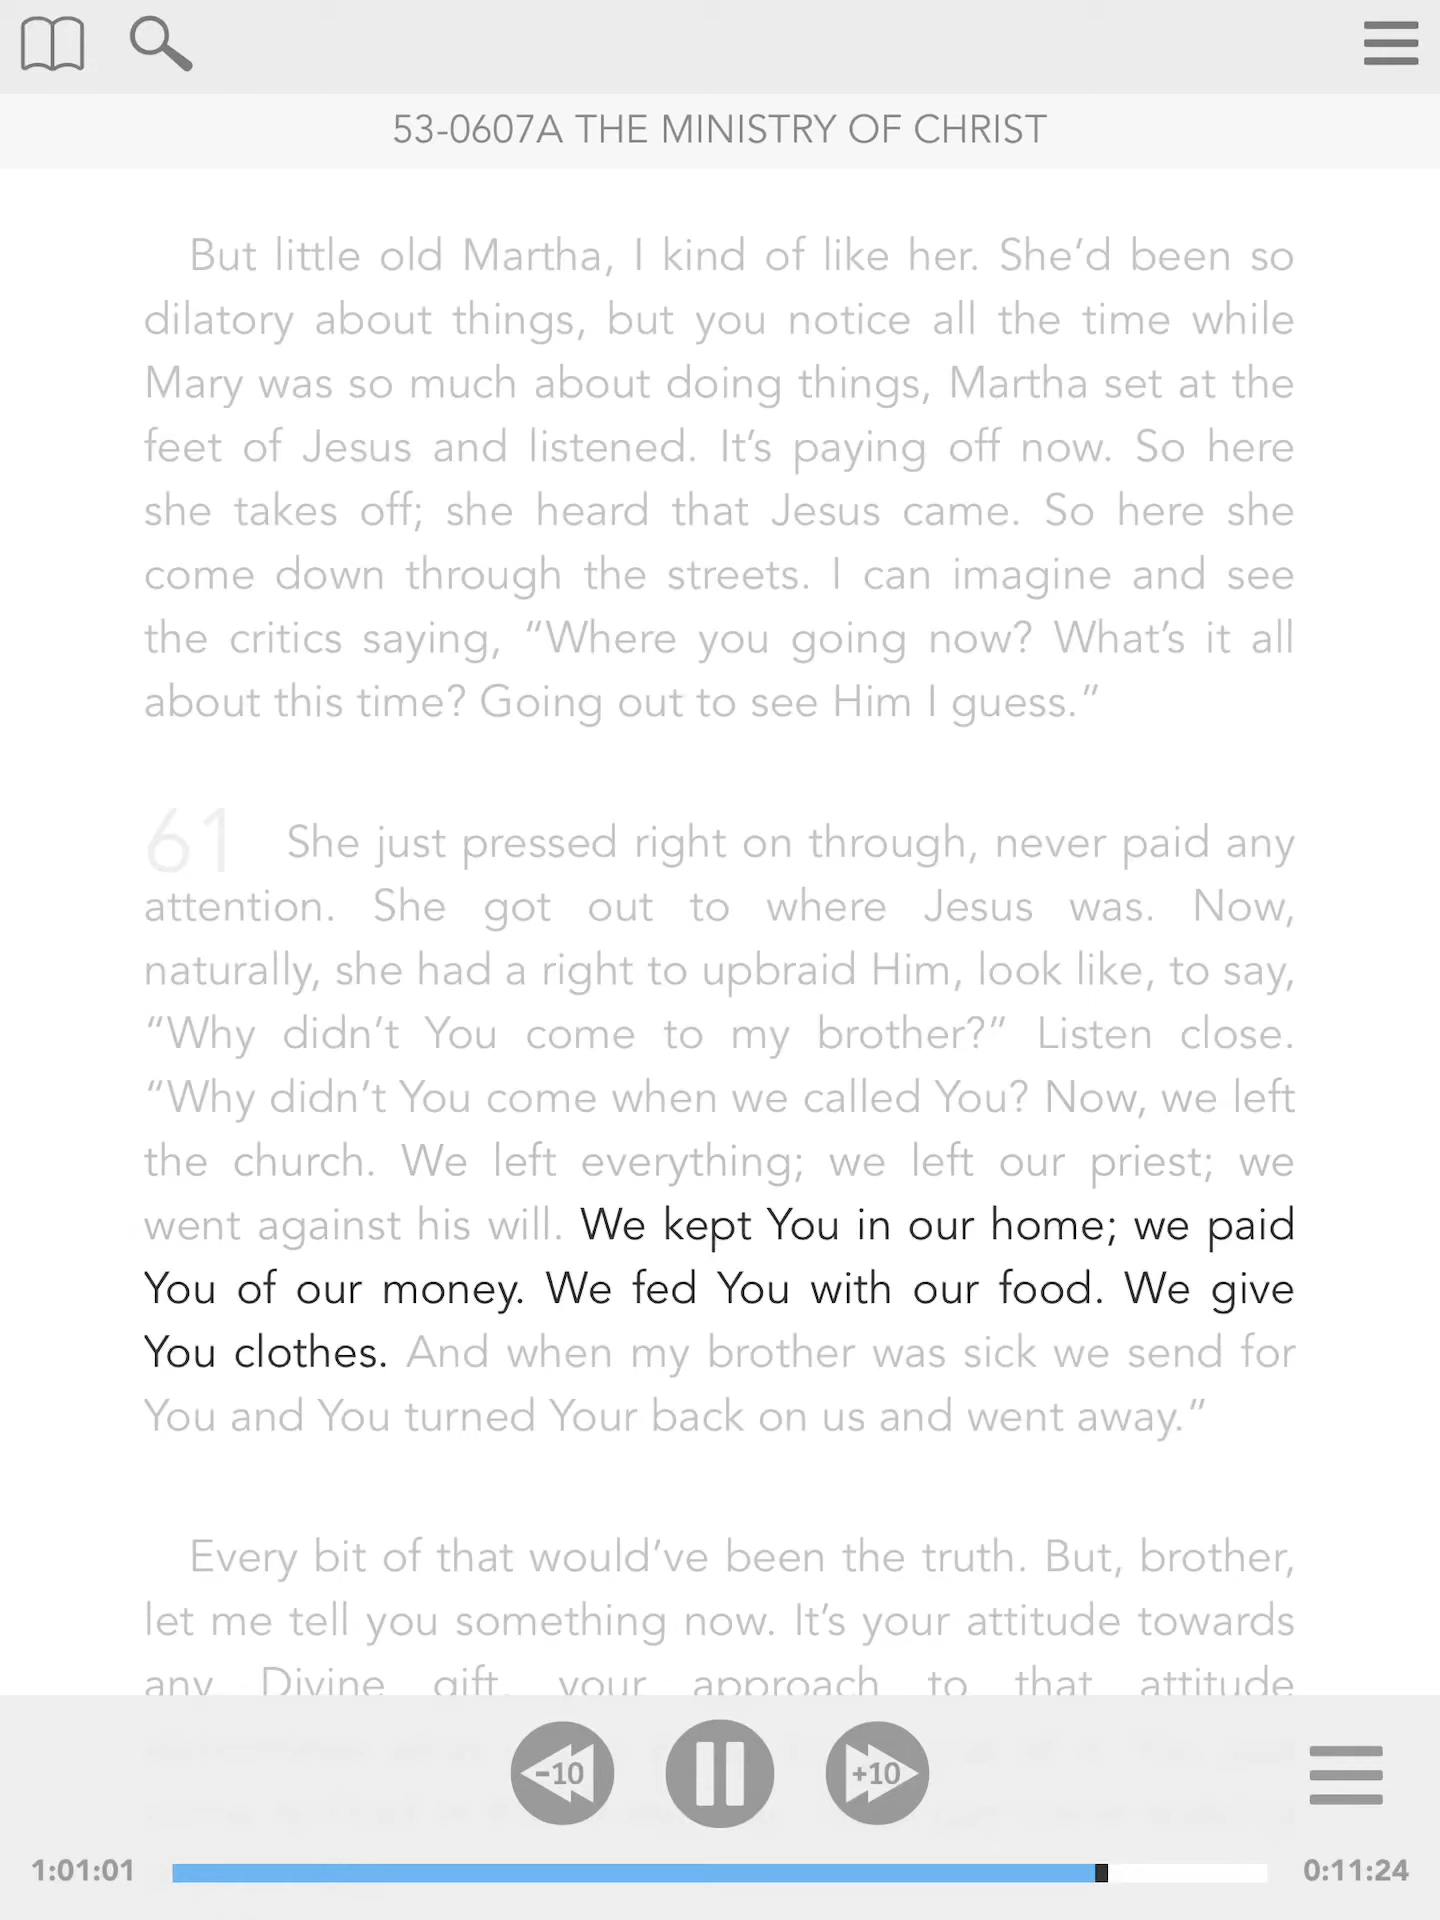 53-0607A THE MINISTRY OF CHRIST
But little old Martha, I kind of like her. She’d been so
dilatory about things, but you notice all the time while
Mary was so much about doing things, Martha set at the
feet of Jesus and listened. It’s paying off now. So here
she takes off; she heard that Jesus came. So here she
come down through the streets. I can imagine and see
the critics saying, “Where you going now? What’s it all
about this time? Going out to see Him I guess.”
61 She just pressed right on through, never paid any
attention. She got out to where Jesus was. Now,
naturally, she had a right to upbraid Him, look like, to say,
“Why didn’t You come to my brother?” Listen close.
“Why didn’t You come when we called You? Now, we left
the church. We left everything; we left our priest; we
went against his will. We kept You in our home; we paid
You of our money. We fed You with our food. We give
You clothes. And when my brother was sick we send for
You and You turned Your back on us and went away.”
Every bit of that would’ve been the truth. But, brother,
let me tell you something now. It’s your attitude towards
any Divine gift, your approach to that attitude
-10 +10
1:01:01 0:11:24